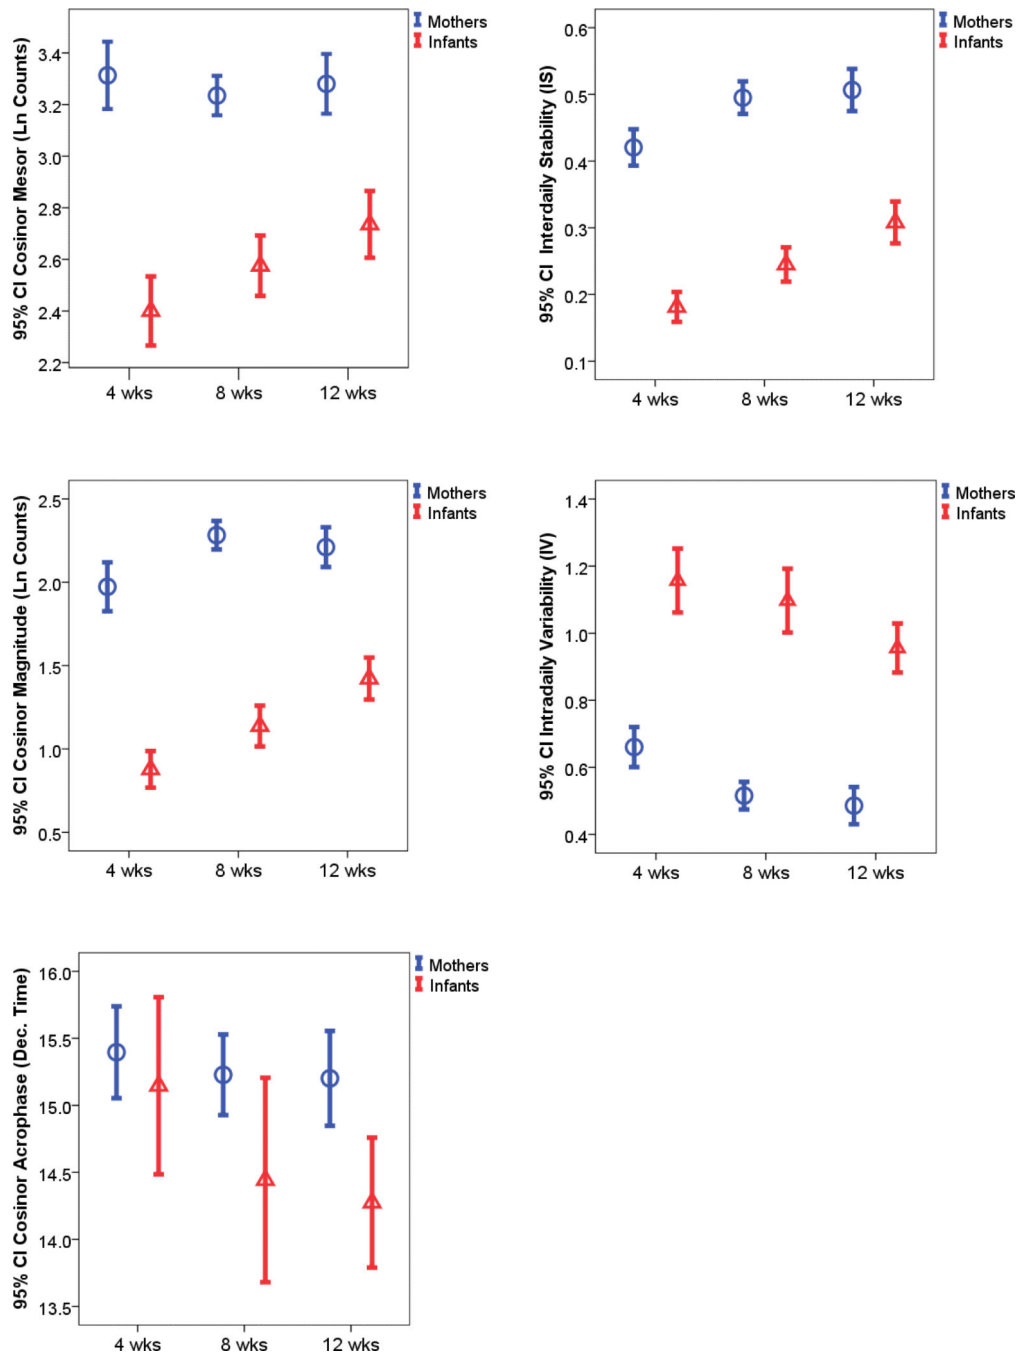 95% CI Cosinor Mesor (Ln Counts)
3.4
3.2
3.0
2.8
2.6
2.4
2.2
4 wks 8 wks 12 wks
Mothers
Infants
95% CI Interdaily Stability (IS)
0.6
0.5
0.4
0.3
0.2
0.1
4 wks 8 wks 12 wks
Mothers
Infants
95% CI Cosinor Magnitude (Ln Counts)
2.5
2.0
1.5
1.0
0.5
4 wks 8 wks 12 wks
Mothers
Infants
95% CI Intradaily Variability (IV)
1.4
1.2
1.0
0.8
0.6
0.4
4 wks 8 wks 12 wks
Mothers
Infants
95% CI Cosinor Acrophase (Dec. Time)
16.0
15.5
15.0
14.5
14.0
13.5
4 wks 8 wks 12 wks
Mothers
Infants